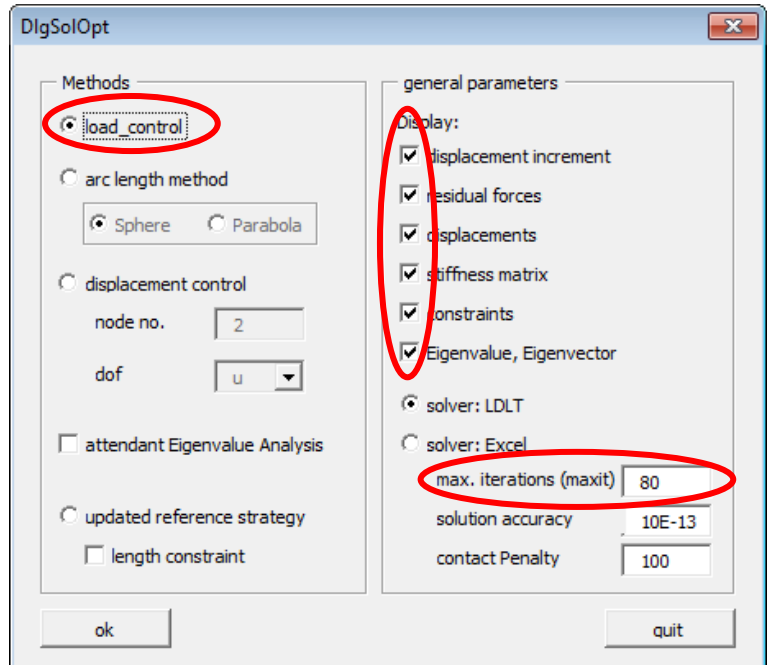 DlgSolOpt
Methods
load_control
arc length method
Sphere Parabola
displacement control
node no. 2
dof u
attendant Eigenvalue Analysis
updated reference strategy
length constraint
general parameters
Display:
displacement increment
residual forces
displacements
stiffness matrix
constraints
Eigenvalue, Eigenvector
solver: LDLT
solver: Excel
max. iterations (maxit) 80
solution accuracy 10E-13
contact Penalty 100
ok
quit